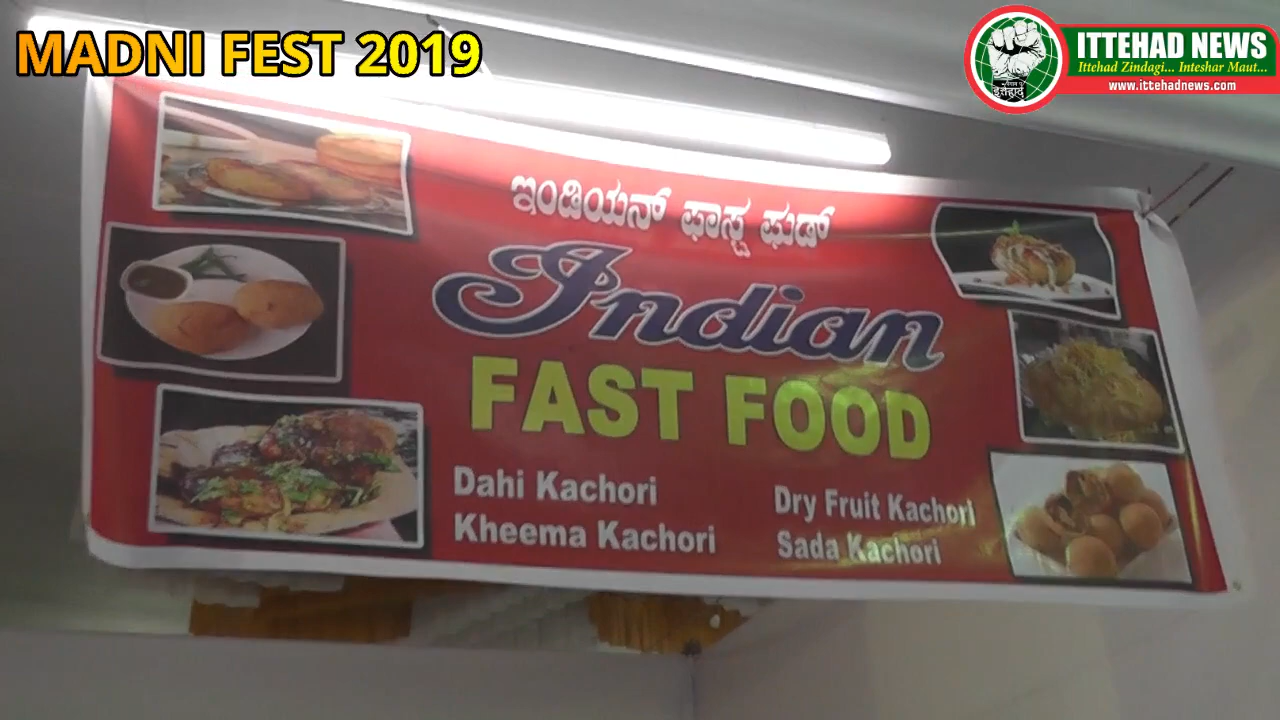 MADNI FEST 2019
ITTEHAD NEWS
Ittehad Zindagi... Inteshar Maut...
www.ittehadnews.com
ಇಂಡಿಯನ್ ಫಾಸ್ಟ ಫುಡ್
Indian
FAST FOOD
Dahi Kachori
Kheema Kachori
Dry Fruit Kachori
Sada Kachori